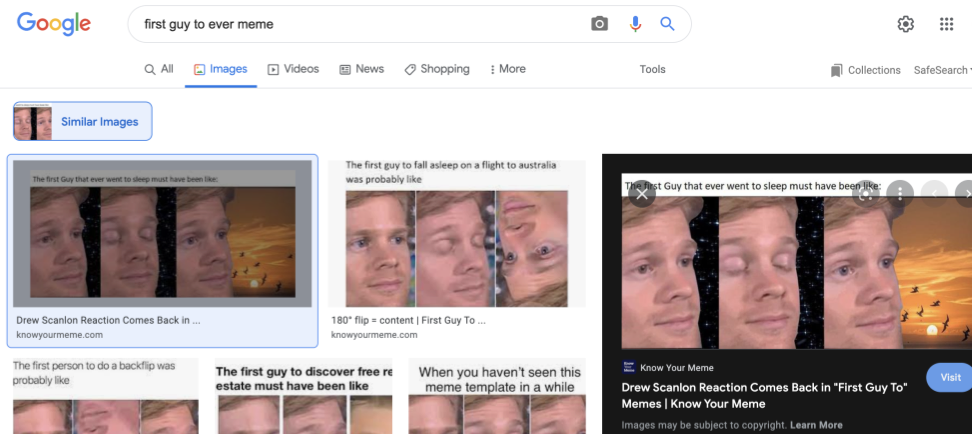 Google
first guy to ever meme
All
Images
Videos
News
Shopping
More
Tools
Collections
SafeSearch
Similar Images
The first Guy that ever went to sleep must have been like:
Drew Scanlon Reaction Comes Back in ...
knowyourmeme.com
The first guy to fall asleep on a flight to australia
was probably like
180° flip = content | First Guy To ...
knowyourmeme.com
The first person to do a backflip was
probably like
The first guy to discover free re
estate must have been like
When you haven't seen this
meme template in a while
The first Guy that ever went to sleep must have been like:
Know Your Meme
Visit
Drew Scanlon Reaction Comes Back in "First Guy To"
Memes | Know Your Meme
Images may be subject to copyright. Learn More